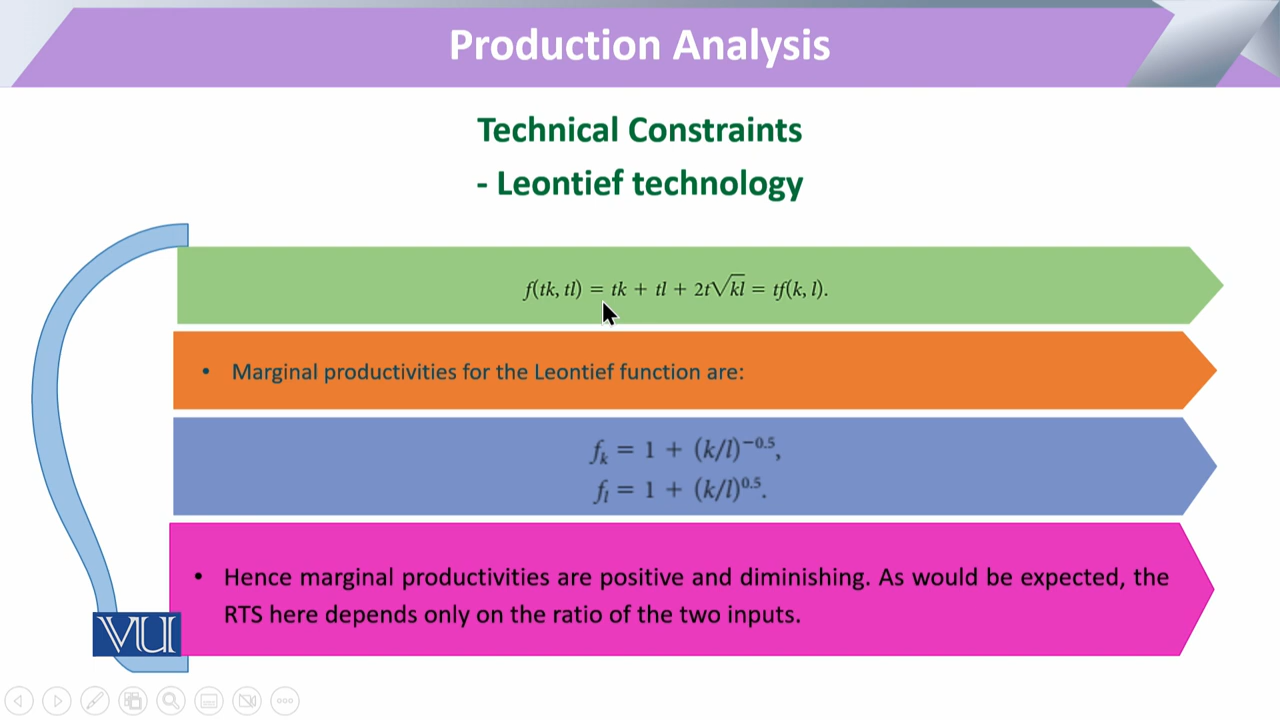 Production Analysis
Technical Constraints
- Leontief technology
f(tk, tl) = tk + tl + 2t√kl = tf(k, l).
• Marginal productivities for the Leontief function are:
fₖ = 1 + (k/l)⁻⁰·⁵,
fₗ = 1 + (k/l)⁰·⁵.
• Hence marginal productivities are positive and diminishing. As would be expected, the
RTS here depends only on the ratio of the two inputs.
VU